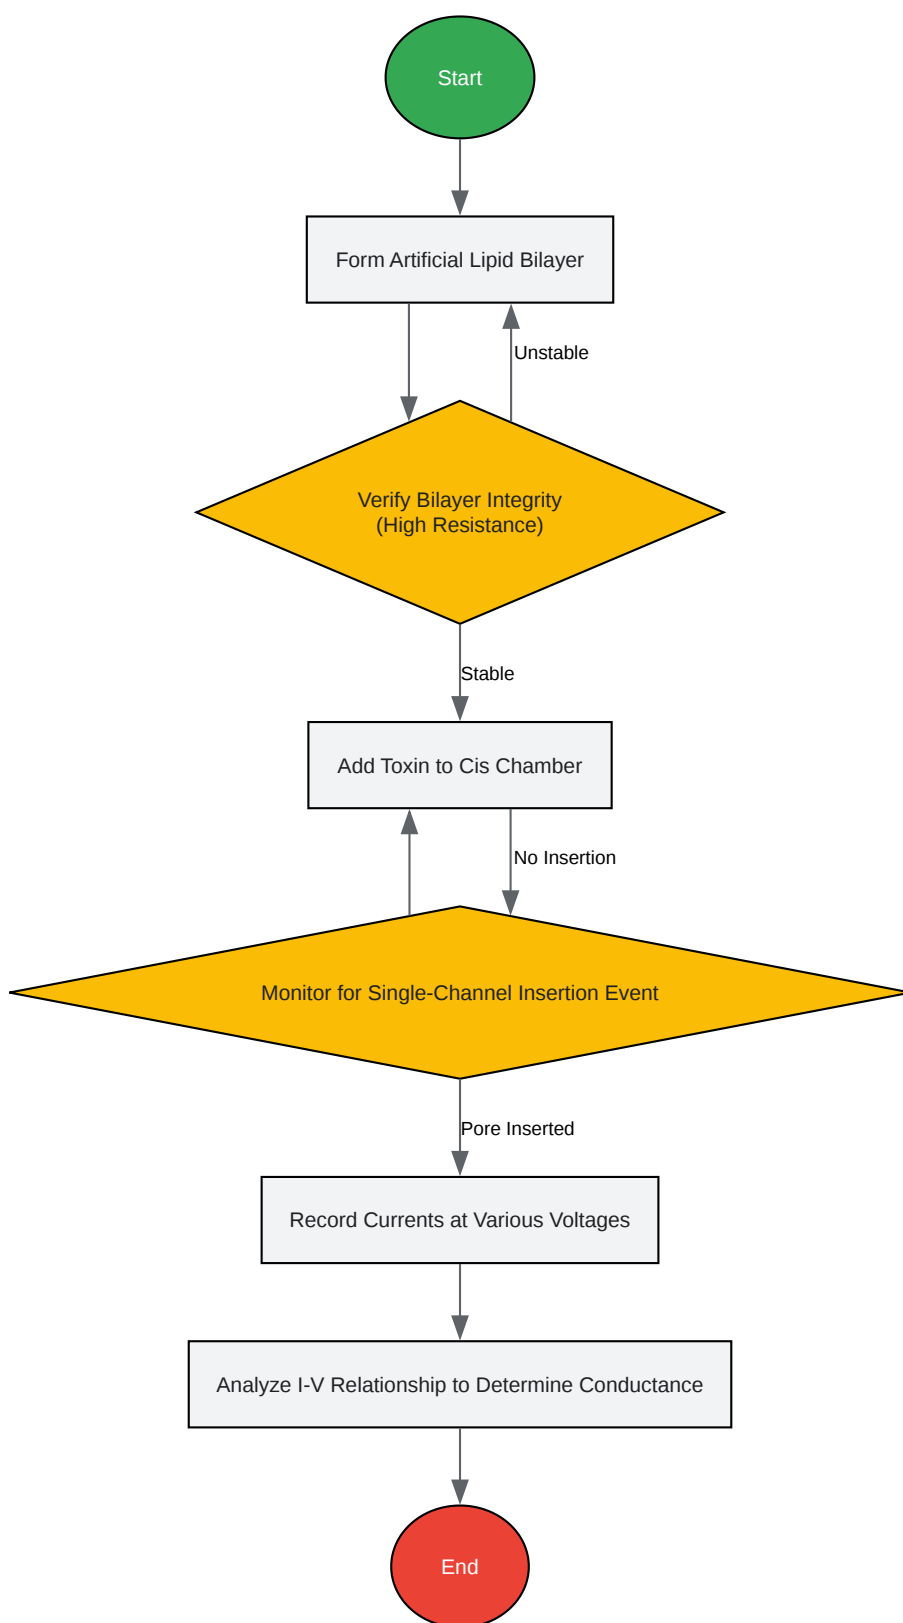 Start
Form Artificial Lipid Bilayer
Unstable
Verify Bilayer Integrity
(High Resistance)
Stable
Add Toxin to Cis Chamber
No Insertion
Monitor for Single-Channel Insertion Event
Pore Inserted
Record Currents at Various Voltages
Analyze I-V Relationship to Determine Conductance
End